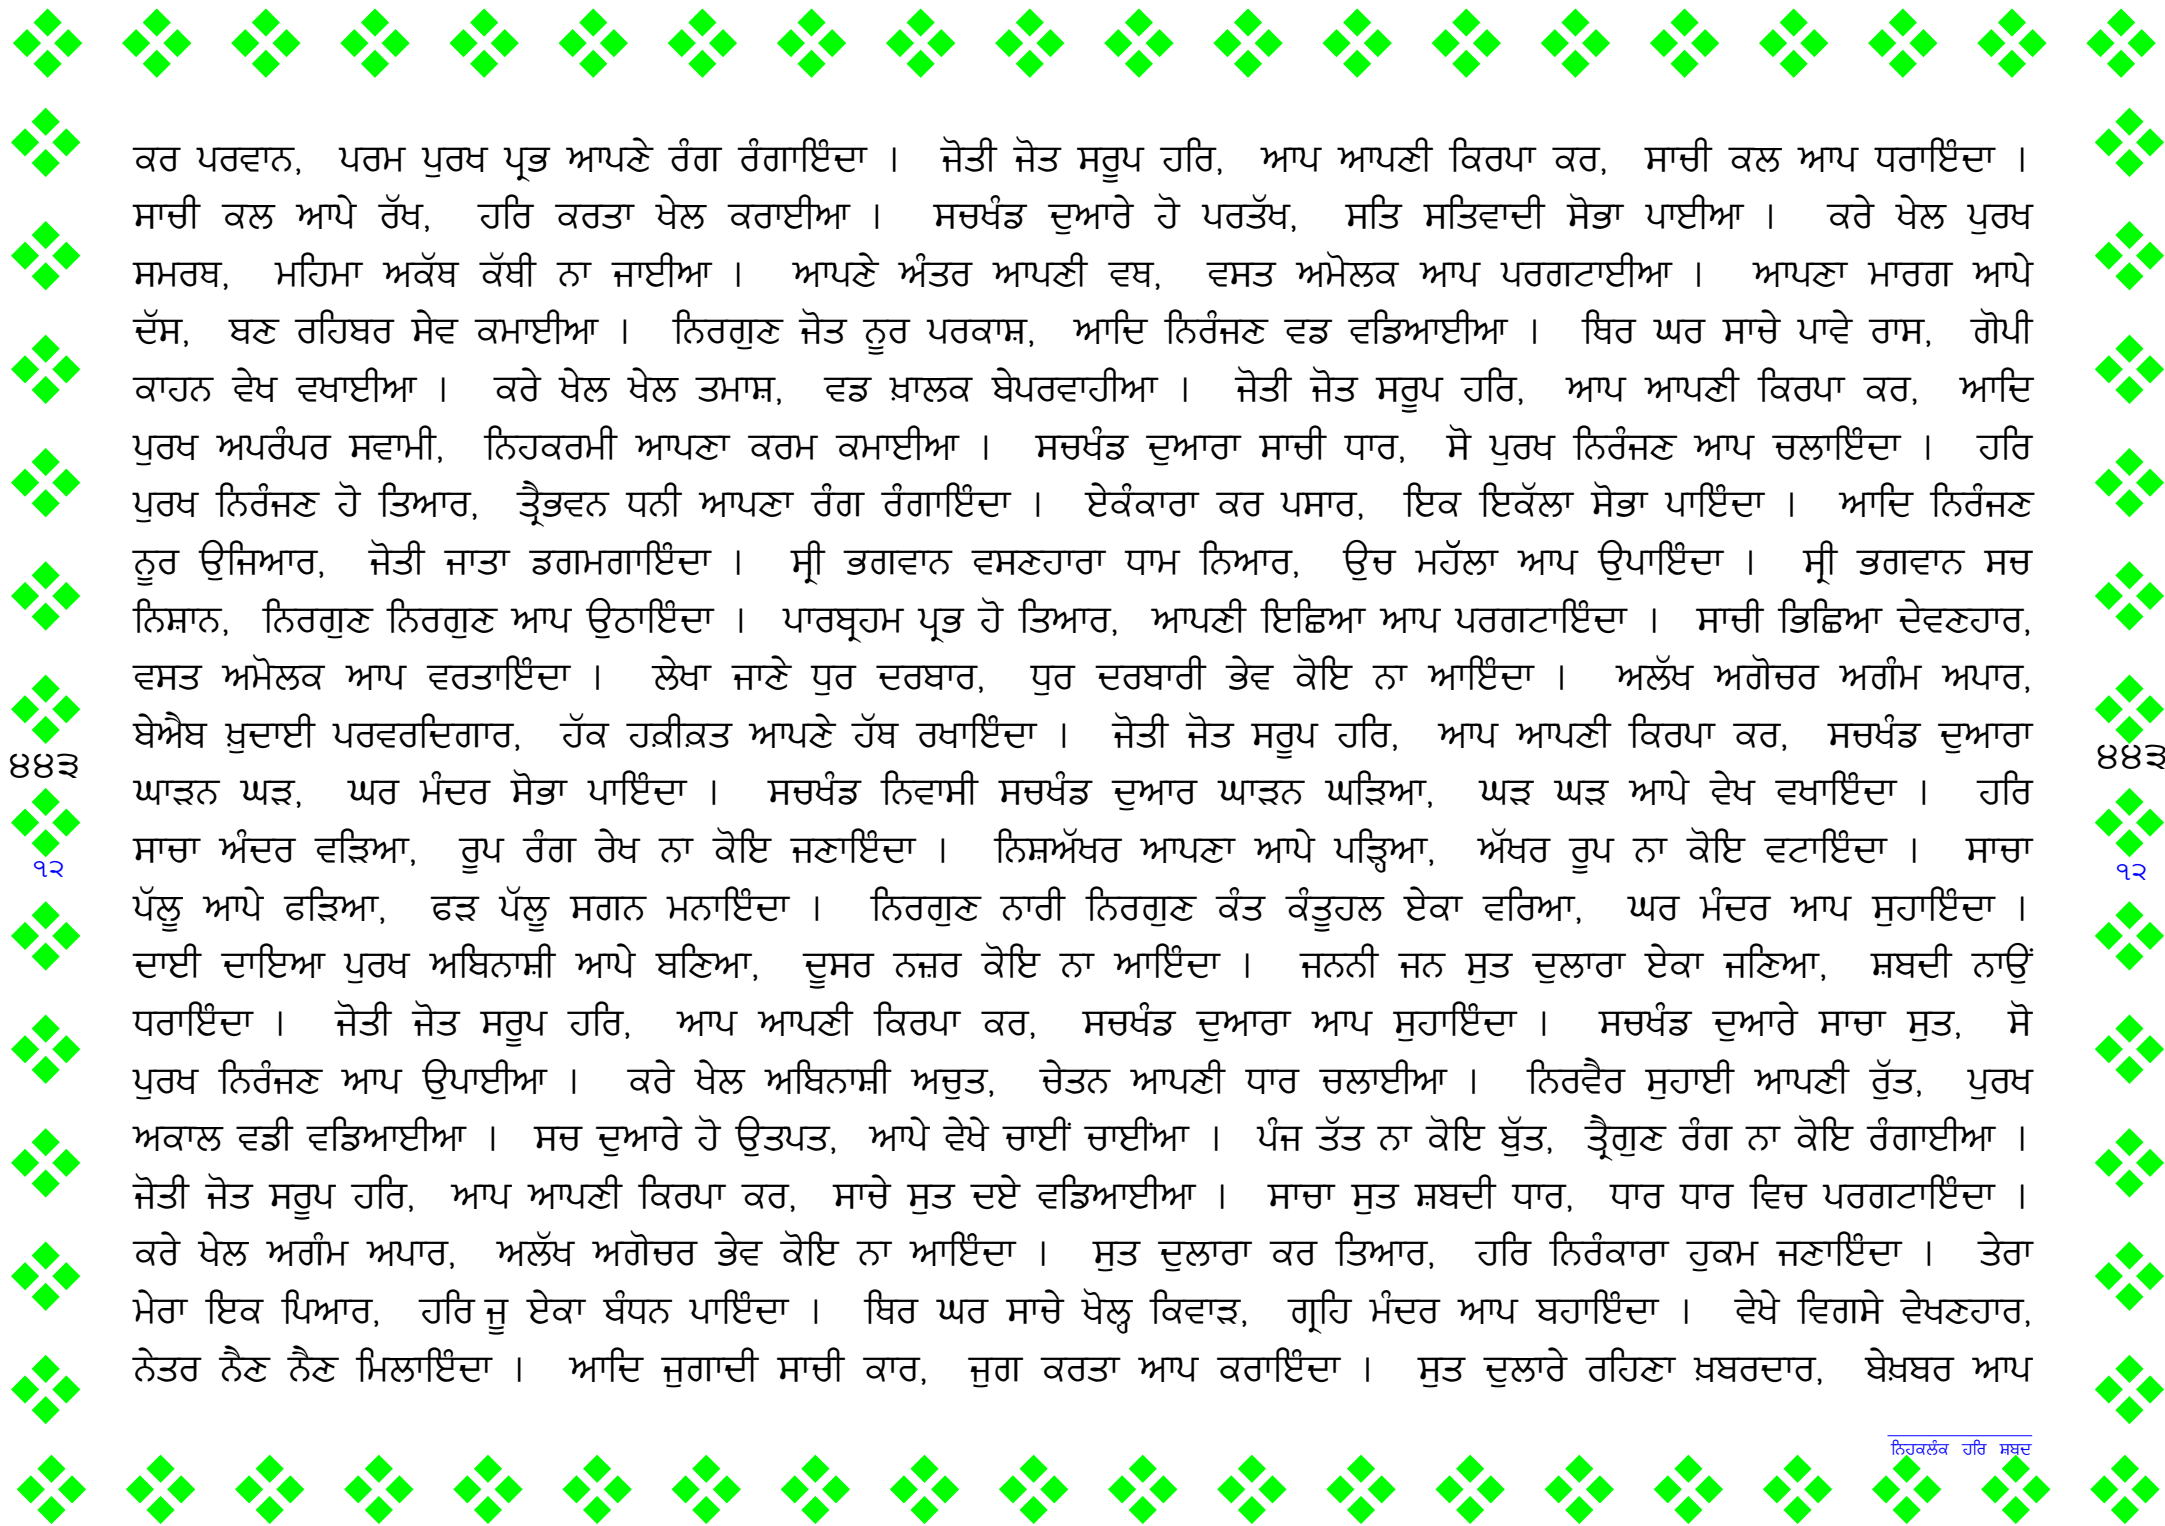 ਕਰ ਪਰਵਾਨ, ਪਰਮ ਪੁਰਖ ਪ੍ਰਭ ਆਪਣੇ ਰੰਗ ਰੰਗਾਇੰਦਾ । ਜੋਤੀ ਜੋਤ ਸਰੂਪ ਹਰਿ, ਆਪ ਆਪਣੀ ਕਿਰਪਾ ਕਰ, ਸਾਚੀ ਕਲ ਆਪ ਧਰਾਇੰਦਾ ।
ਸਾਚੀ ਕਲ ਆਪੇ ਰੱਖ, ਹਰਿ ਕਰਤਾ ਖੇਲ ਕਰਾਈਆ । ਸਚਖੰਡ ਦੁਆਰੇ ਹੋ ਪਰਤੱਖ, ਸਤਿ ਸਤਿਵਾਦੀ ਸੋਭਾ ਪਾਈਆ । ਕਰੇ ਖੇਲ ਪੁਰਖ
ਸਮਰਥ, ਮਹਿਮਾ ਅਕੱਥ ਕੱਥੀ ਨਾ ਜਾਈਆ । ਆਪਣੇ ਅੰਤਰ ਆਪਣੀ ਵਥ, ਵਸਤ ਅਮੋਲਕ ਆਪ ਪਰਗਟਾਈਆ । ਆਪਣਾ ਮਾਰਗ ਆਪੇ
ਦੱਸ, ਬਣ ਰਹਿਬਰ ਸੇਵ ਕਮਾਈਆ । ਨਿਰਗੁਣ ਜੋਤ ਨੂਰ ਪਰਕਾਸ਼, ਆਦਿ ਨਿਰੰਜਣ ਵਡ ਵਡਿਆਈਆ । ਥਿਰ ਘਰ ਸਾਚੇ ਪਾਵੇ ਰਾਸ, ਗੋਪੀ
ਕਾਹਨ ਵੇਖ ਵਖਾਈਆ । ਕਰੇ ਖੇਲ ਖੇਲ ਤਮਾਸ਼, ਵਡ ਖ਼ਾਲਕ ਬੇਪਰਵਾਹੀਆ । ਜੋਤੀ ਜੋਤ ਸਰੂਪ ਹਰਿ, ਆਪ ਆਪਣੀ ਕਿਰਪਾ ਕਰ, ਆਦਿ
ਪੁਰਖ ਅਪਰੰਪਰ ਸਵਾਮੀ, ਨਿਹਕਰਮੀ ਆਪਣਾ ਕਰਮ ਕਮਾਈਆ । ਸਚਖੰਡ ਦੁਆਰਾ ਸਾਚੀ ਧਾਰ, ਸੋ ਪੁਰਖ ਨਿਰੰਜਣ ਆਪ ਚਲਾਇੰਦਾ । ਹਰਿ
ਪੁਰਖ ਨਿਰੰਜਣ ਹੋ ਤਿਆਰ, ਤ੍ਰੈਭਵਨ ਧਨੀ ਆਪਣਾ ਰੰਗ ਰੰਗਾਇੰਦਾ । ਏਕੰਕਾਰਾ ਕਰ ਪਸਾਰ, ਇਕ ਇਕੱਲਾ ਸੋਭਾ ਪਾਇੰਦਾ । ਆਦਿ ਨਿਰੰਜਣ
ਨੂਰ ਉਜਿਆਰ, ਜੋਤੀ ਜਾਤਾ ਡਗਮਗਾਇੰਦਾ । ਸ੍ਰੀ ਭਗਵਾਨ ਵਸਣਹਾਰਾ ਧਾਮ ਨਿਆਰ, ਉਚ ਮਹੱਲਾ ਆਪ ਉਪਾਇੰਦਾ । ਸ੍ਰੀ ਭਗਵਾਨ ਸਚ
ਨਿਸ਼ਾਨ, ਨਿਰਗੁਣ ਨਿਰਗੁਣ ਆਪ ਉਠਾਇੰਦਾ । ਪਾਰਬ੍ਰਹਮ ਪ੍ਰਭ ਹੋ ਤਿਆਰ, ਆਪਣੀ ਇਛਿਆ ਆਪ ਪਰਗਟਾਇੰਦਾ । ਸਾਚੀ ਭਿਛਿਆ ਦੇਵਣਹਾਰ,
ਵਸਤ ਅਮੋਲਕ ਆਪ ਵਰਤਾਇੰਦਾ । ਲੇਖਾ ਜਾਣੇ ਧੁਰ ਦਰਬਾਰ, ਧੁਰ ਦਰਬਾਰੀ ਭੇਵ ਕੋਇ ਨਾ ਆਇੰਦਾ । ਅਲੱਖ ਅਗੋਚਰ ਅਗੰਮ ਅਪਾਰ,
ਬੇਐਬ ਖ਼ੁਦਾਈ ਪਰਵਰਦਿਗਾਰ, ਹੱਕ ਹਕ਼ੀਕ਼ਤ ਆਪਣੇ ਹੱਥ ਰਖਾਇੰਦਾ । ਜੋਤੀ ਜੋਤ ਸਰੂਪ ਹਰਿ, ਆਪ ਆਪਣੀ ਕਿਰਪਾ ਕਰ, ਸਚਖੰਡ ਦੁਆਰਾ
ਘਾੜਨ ਘੜ, ਘਰ ਮੰਦਰ ਸੋਭਾ ਪਾਇੰਦਾ । ਸਚਖੰਡ ਨਿਵਾਸੀ ਸਚਖੰਡ ਦੁਆਰ ਘਾੜਨ ਘੜਿਆ, ਘੜ ਘੜ ਆਪੇ ਵੇਖ ਵਖਾਇੰਦਾ । ਹਰਿ
ਸਾਚਾ ਅੰਦਰ ਵੜਿਆ, ਰੂਪ ਰੰਗ ਰੇਖ ਨਾ ਕੋਇ ਜਣਾਇੰਦਾ । ਨਿਸ਼ਅੱਖਰ ਆਪਣਾ ਆਪੇ ਪੜ੍ਹਿਆ, ਅੱਖਰ ਰੂਪ ਨਾ ਕੋਇ ਵਟਾਇੰਦਾ । ਸਾਚਾ
ਪੱਲੂ ਆਪੇ ਫੜਿਆ, ਫੜ ਪੱਲੂ ਸਗਨ ਮਨਾਇੰਦਾ । ਨਿਰਗੁਣ ਨਾਰੀ ਨਿਰਗੁਣ ਕੰਤ ਕੰਤੂਹਲ ਏਕਾ ਵਰਿਆ, ਘਰ ਮੰਦਰ ਆਪ ਸੁਹਾਇੰਦਾ ।
ਦਾਈ ਦਾਇਆ ਪੁਰਖ ਅਬਿਨਾਸ਼ੀ ਆਪੇ ਬਣਿਆ, ਦੂਸਰ ਨਜ਼ਰ ਕੋਇ ਨਾ ਆਇੰਦਾ । ਜਨਨੀ ਜਨ ਸੁਤ ਦੁਲਾਰਾ ਏਕਾ ਜਣਿਆ, ਸ਼ਬਦੀ ਨਾਉਂ
ਧਰਾਇੰਦਾ । ਜੋਤੀ ਜੋਤ ਸਰੂਪ ਹਰਿ, ਆਪ ਆਪਣੀ ਕਿਰਪਾ ਕਰ, ਸਚਖੰਡ ਦੁਆਰਾ ਆਪ ਸੁਹਾਇੰਦਾ । ਸਚਖੰਡ ਦੁਆਰੇ ਸਾਚਾ ਸੁਤ, ਸੋ
ਪੁਰਖ ਨਿਰੰਜਣ ਆਪ ਉਪਾਈਆ । ਕਰੇ ਖੇਲ ਅਬਿਨਾਸ਼ੀ ਅਚੁਤ, ਚੇਤਨ ਆਪਣੀ ਧਾਰ ਚਲਾਈਆ । ਨਿਰਵੈਰ ਸੁਹਾਈ ਆਪਣੀ ਰੁੱਤ, ਪੁਰਖ
ਅਕਾਲ ਵਡੀ ਵਡਿਆਈਆ । ਸਚ ਦੁਆਰੇ ਹੋ ਉਤਪਤ, ਆਪੇ ਵੇਖੇ ਚਾਈਂ ਚਾਈਂਆ । ਪੰਜ ਤੱਤ ਨਾ ਕੋਇ ਬੁੱਤ, ਤ੍ਰੈਗੁਣ ਰੰਗ ਨਾ ਕੋਇ ਰੰਗਾਈਆ ।
ਜੋਤੀ ਜੋਤ ਸਰੂਪ ਹਰਿ, ਆਪ ਆਪਣੀ ਕਿਰਪਾ ਕਰ, ਸਾਚੇ ਸੁਤ ਦਏ ਵਡਿਆਈਆ । ਸਾਚਾ ਸੁਤ ਸ਼ਬਦੀ ਧਾਰ, ਧਾਰ ਧਾਰ ਵਿਚ ਪਰਗਟਾਇੰਦਾ ।
ਕਰੇ ਖੇਲ ਅਗੰਮ ਅਪਾਰ, ਅਲੱਖ ਅਗੋਚਰ ਭੇਵ ਕੋਇ ਨਾ ਆਇੰਦਾ । ਸੁਤ ਦੁਲਾਰਾ ਕਰ ਤਿਆਰ, ਹਰਿ ਨਿਰੰਕਾਰਾ ਹੁਕਮ ਜਣਾਇੰਦਾ । ਤੇਰਾ
ਮੇਰਾ ਇਕ ਪਿਆਰ, ਹਰਿ ਜੂ ਏਕਾ ਬੰਧਨ ਪਾਇੰਦਾ । ਥਿਰ ਘਰ ਸਾਚੇ ਖੋਲ੍ਹ ਕਿਵਾੜ, ਗ੍ਰਹਿ ਮੰਦਰ ਆਪ ਬਹਾਇੰਦਾ । ਵੇਖੇ ਵਿਗਸੇ ਵੇਖਣਹਾਰ,
ਨੇਤਰ ਨੈਣ ਨੈਣ ਮਿਲਾਇੰਦਾ । ਆਦਿ ਜੁਗਾਦੀ ਸਾਚੀ ਕਾਰ, ਜੁਗ ਕਰਤਾ ਆਪ ਕਰਾਇੰਦਾ । ਸੁਤ ਦੁਲਾਰੇ ਰਹਿਣਾ ਖ਼ਬਰਦਾਰ, ਬੇਖ਼ਬਰ ਆਪ
੪੪੩
੪੪੩
੧੨
੧੨
ਨਿਹਕਲੰਕ ਹਰਿ ਸ਼ਬਦ